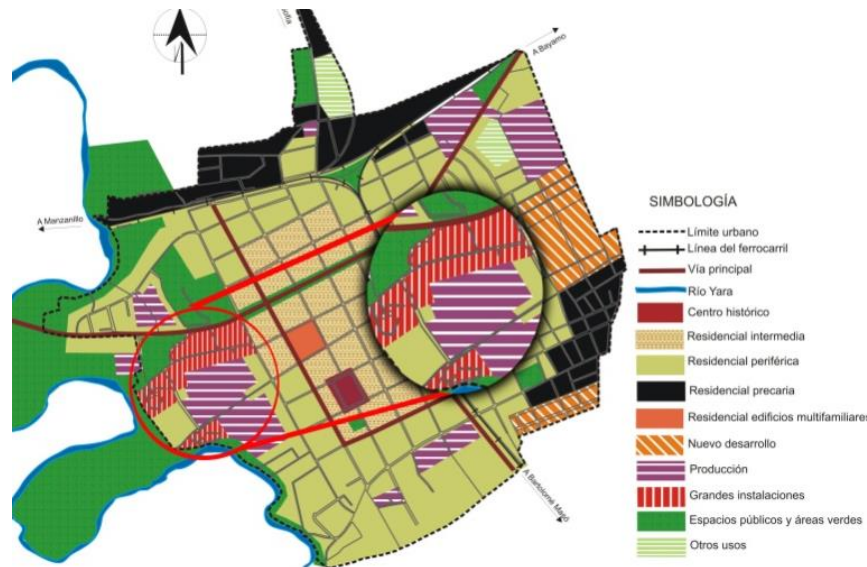 A Bayamo
A Manzanillo
SIMBOLOGÍA
Límite urbano
Línea del ferrocarril
Vía principal
Río Yara
Centro histórico
Residencial intermedia
Residencial periférica
Residencial precaria
Residencial edificios multifamiliares
Nuevo desarrollo
Producción
Grandes instalaciones
Espacios públicos y áreas verdes
Otros usos
A Bartolomé Masó